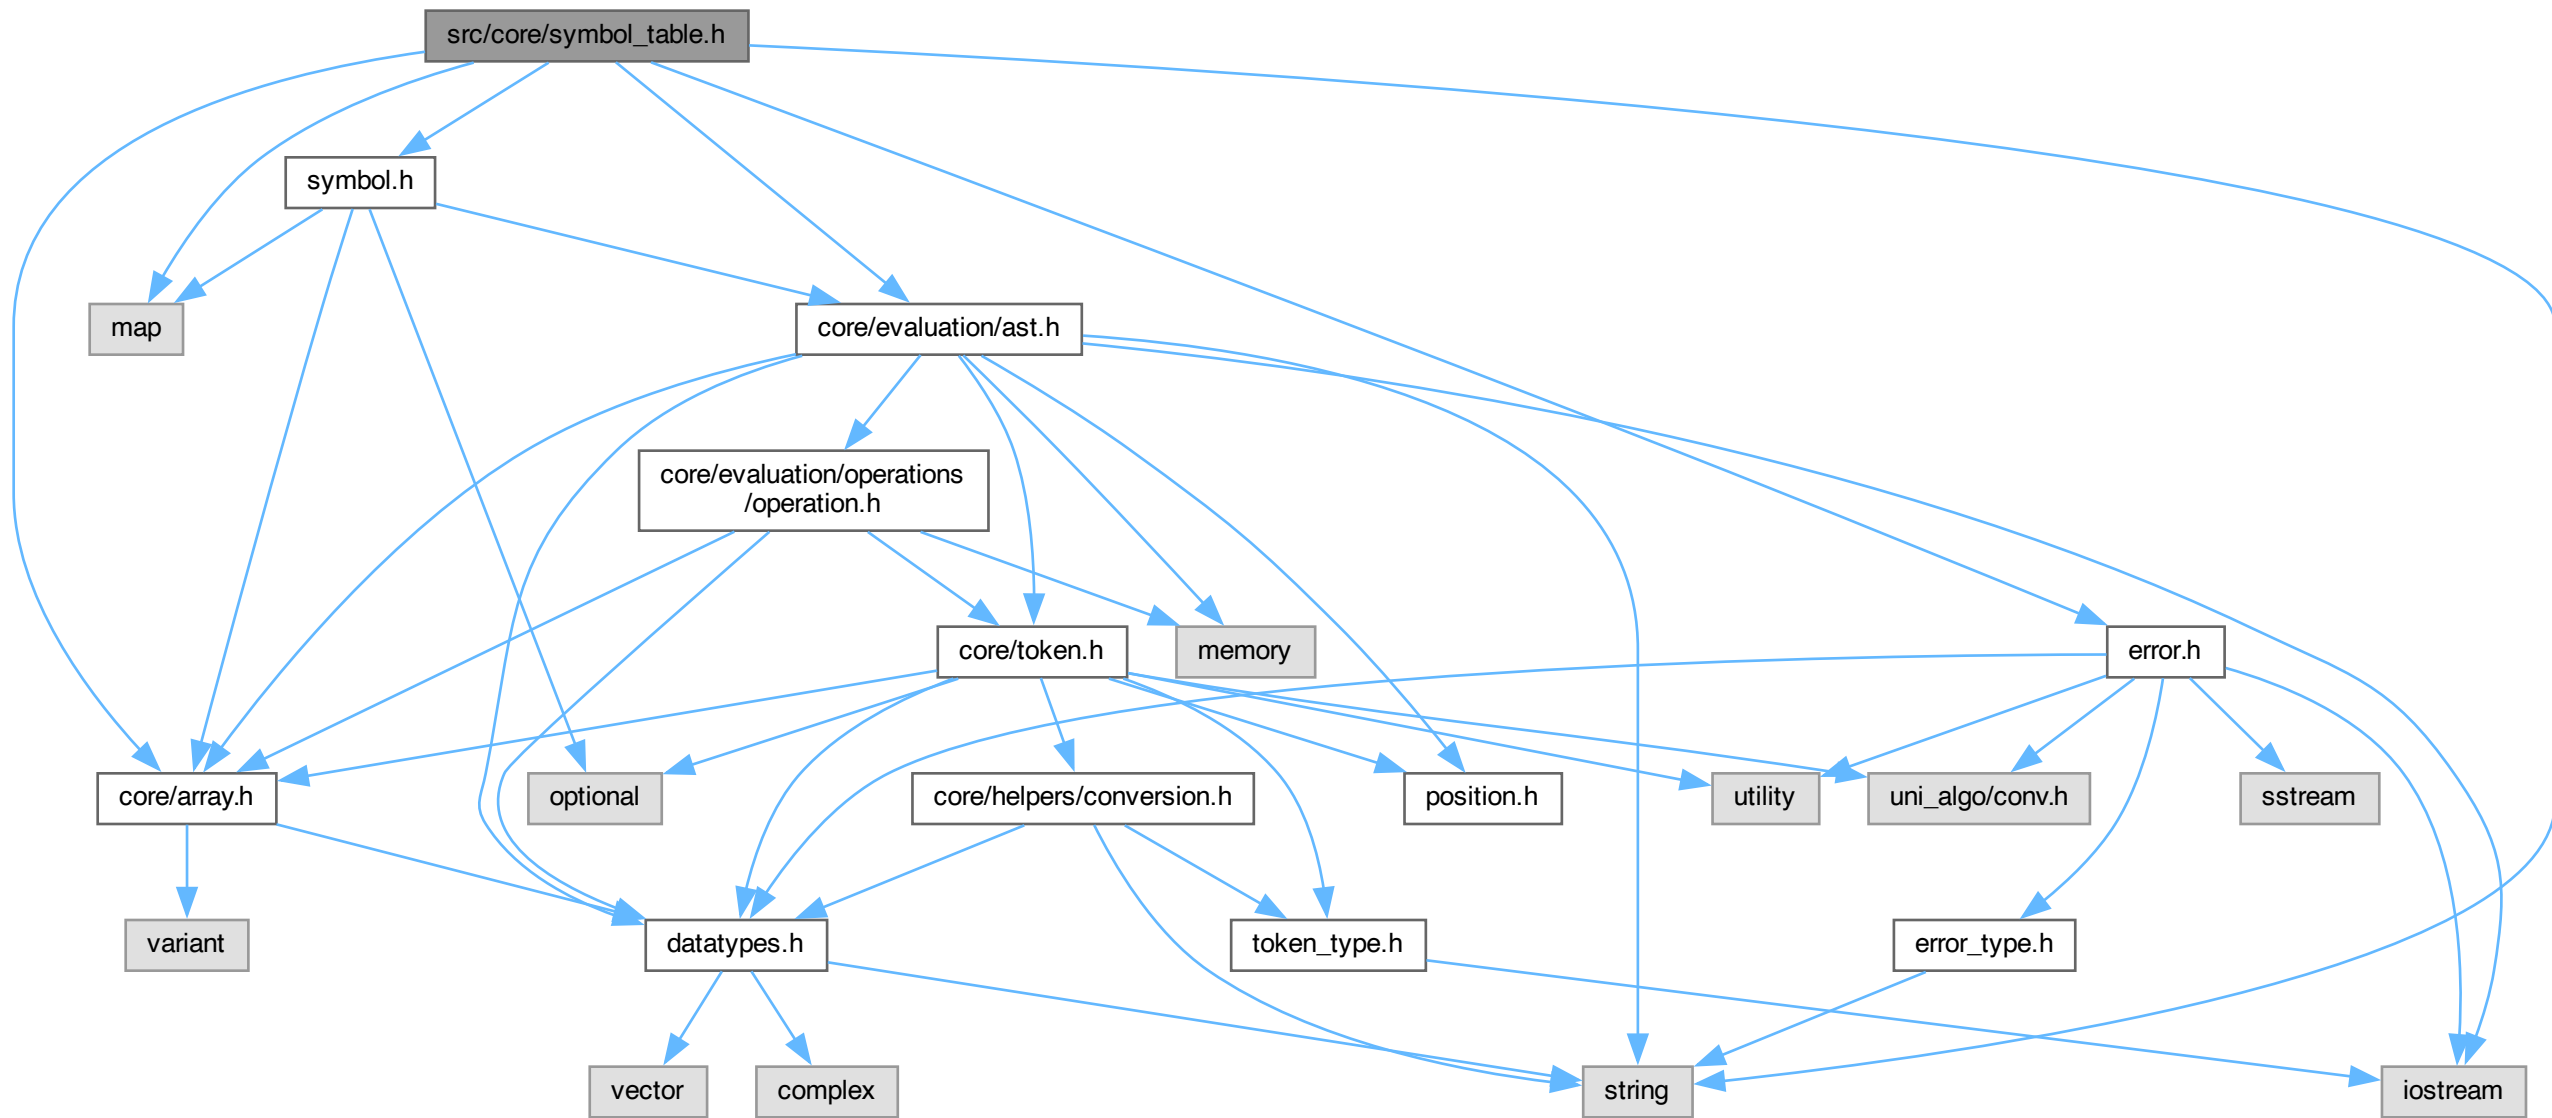 src/core/symbol_table.h
symbol.h
map
core/evaluation/ast.h
core/evaluation/operations
/operation.h
core/token.h
memory
error.h
core/array.h
optional
core/helpers/conversion.h
position.h
utility
uni_algo/conv.h
sstream
variant
datatypes.h
token_type.h
error_type.h
vector
complex
string
iostream